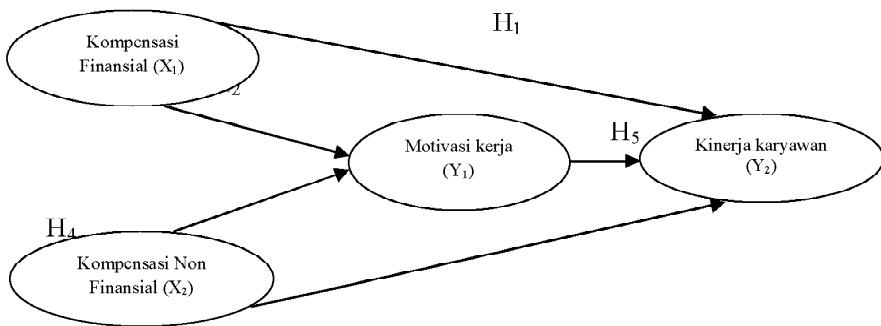 H₁
Kompensasi
Finansial (X₁)
₂
H₅
Motivasi kerja
(Y₁)
Kinerja karyawan
(Y₂)
H₄
Kompensasi Non
Finansial (X₂)